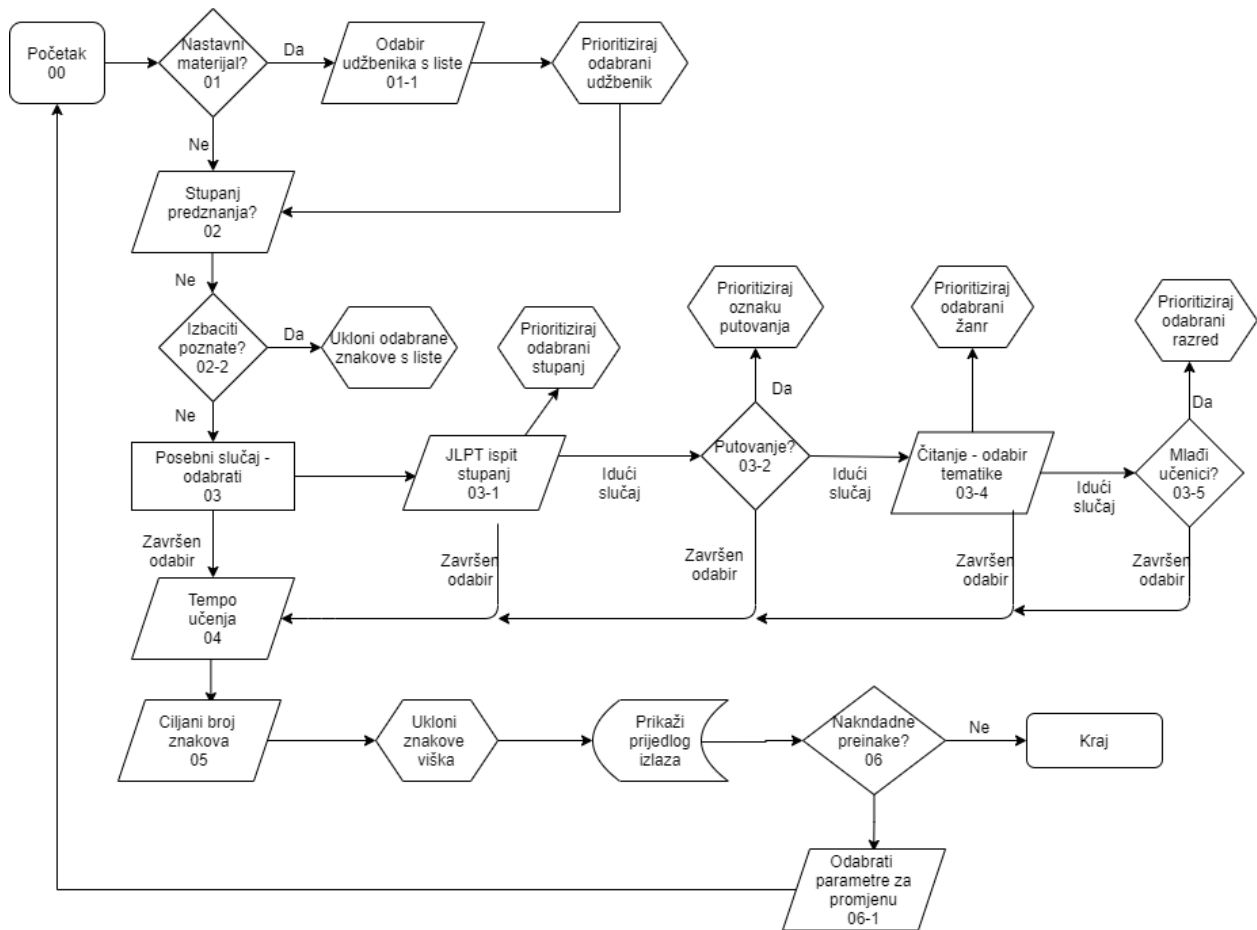 Početak
00
Nastavni
materijal?
01
Da
Odabir
udžbenika s liste
01-1
Prioritiziraj
odabrani
udžbenik
Ne
Stupanj
predznanja?
02
Ne
Izbaciti
poznate?
02-2
Da
Ukloni odabrane
znakove s liste
Prioritiziraj
odabrani
stupanj
Prioritiziraj
oznaku
putovanja
Prioritiziraj
odabrani
žanr
Prioritiziraj
odabrani
razred
Ne
Da
Da
Posebni slučaj -
odabrati
03
JLPT ispit
stupanj
03-1
Idući
slučaj
Putovanje?
03-2
Idući
slučaj
Čitanje - odabir
tematike
03-4
Idući
slučaj
Mlađi
učenici?
03-5
Završen
odabir
Završen
odabir
Završen
odabir
Završen
odabir
Završen
odabir
Tempo
učenja
04
Ciljani broj
znakova
05
Ukloni
znakove
viška
Prikaži
prijedlog
izlaza
Nakndadne
preinake?
06
Ne
Kraj
Odabrati
parametre za
promjenu
06-1